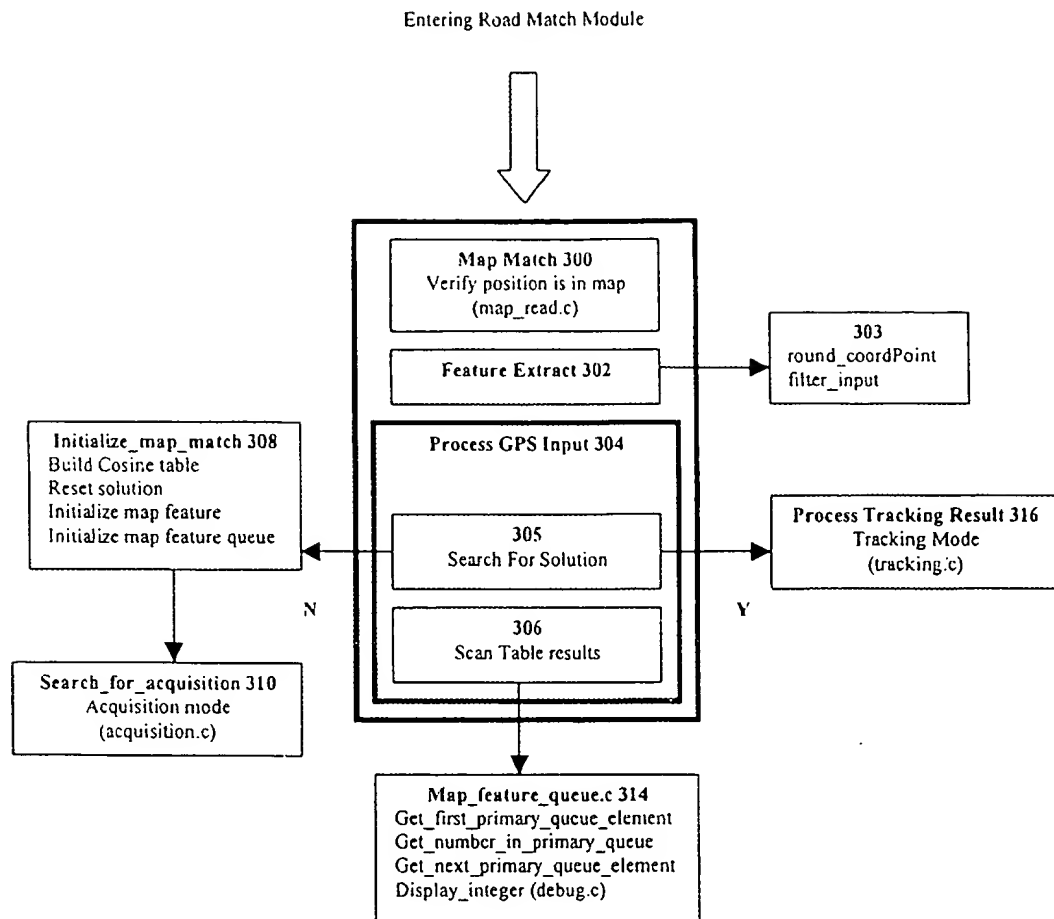 Entering Road Match Module
Map Match 300
Verify position is in map
(map_read.c)
303
round_coordPoint
filter_input
Feature Extract 302
Initialize_map_match 308
Build Cosine table
Reset solution
Initialize map feature
Initialize map feature queue
Process GPS Input 304
305
Search For Solution
Process Tracking Result 316
Tracking Mode
(tracking.c)
N
Y
306
Scan Table results
Search_for_acquisition 310
Acquisition mode
(acquisition.c)
Map_feature_queue.c 314
Get_first_primary_queue_element
Get_number_in_primary_queue
Get_next_primary_queue_element
Display_integer (debug.c)